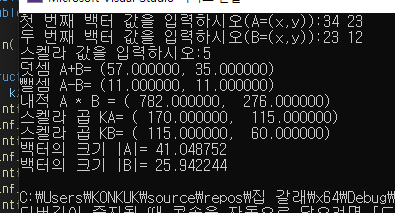 Microsoft Visual Studio
첫 번째 백터 값을 입력하시오(A=(x,y)):34 23
두 번째 백터 값을 입력하시오(B=(x,y)):23 12
스켈라 값을 입력하시오:5
덧셈 A+B= (57.000000, 35.000000)
뺄셈 A-B= (11.000000, 11.000000)
내적 A * B = ( 782.000000,  276.000000)
스켈라 곱 KA= ( 170.000000,  115.000000)
스켈라 곱 KB= ( 115.000000,  60.000000)
백터의 크기 |A|= 41.048752
백터의 크기 |B|= 25.942244
C:₩Users₩KONKUK₩source₩repos₩집 갈래₩x64₩Debug₩